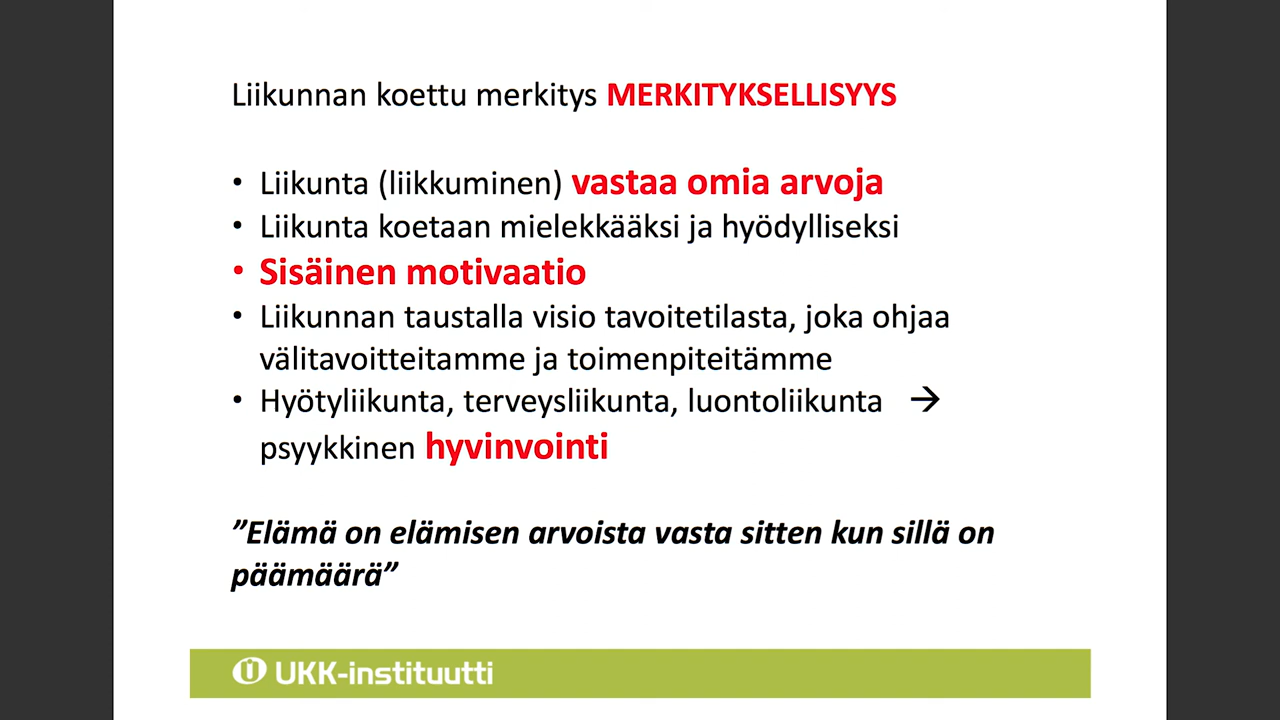 Liikunnan koettu merkitys MERKITYKSELLISYYS
• Liikunta (liikkuminen) vastaa omia arvoja
• Liikunta koetaan mielekkääksi ja hyödylliseksi
• Sisäinen motivaatio
• Liikunnan taustalla visio tavoitetilasta, joka ohjaa
välitavoitteitamme ja toimenpiteitämme
• Hyötyliikunta, terveysliikunta, luontoliikunta →
psyykkinen hyvinvointi
”Elämä on elämisen arvoista vasta sitten kun sillä on
päämäärä”
UKK-instituutti